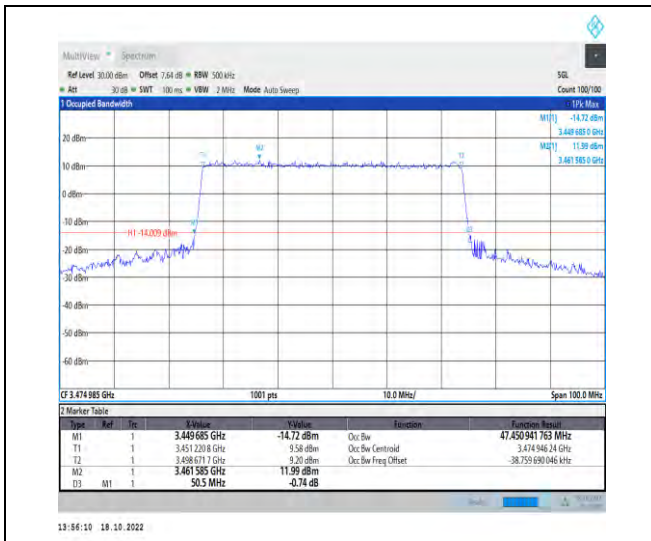 MultiView Spectrum
Ref Level 30.00 dBm Offset 7.64 dB RBW 500 kHz SGL
Att 30 dB SWT 100 ms VBW 2 MHz Mode Auto Sweep Count 100/100
1 Occupied Bandwidth 1Pk Max
M1[1] -14.72 dBm
3.449 685 0 GHz
20 dBm
M2[1] 11.99 dBm
M2
3.461 585 0 GHz
10 dBm
0 dBm
-10 dBm
H1 -14.009 dBm
-20 dBm
-30 dBm
-40 dBm
-50 dBm
-60 dBm
CF 3.474 985 GHz 1001 pts 10.0 MHz/ Span 100.0 MHz
2 Marker Table
Type Ref Trc X-Value Y-Value Function Function Result
M1 1 3.449 685 GHz -14.72 dBm Occ Bw 47.450 941 763 MHz
T1 1 3.451 220 8 GHz 9.58 dBm Occ Bw Centroid 3.474 946 24 GHz
T2 1 3.498 671 7 GHz 9.20 dBm Occ Bw Freq Offset -38.759 690 046 kHz
M2 1 3.461 585 GHz 11.99 dBm
D3 M1 1 50.5 MHz -0.74 dB
13:56:10 18.10.2022